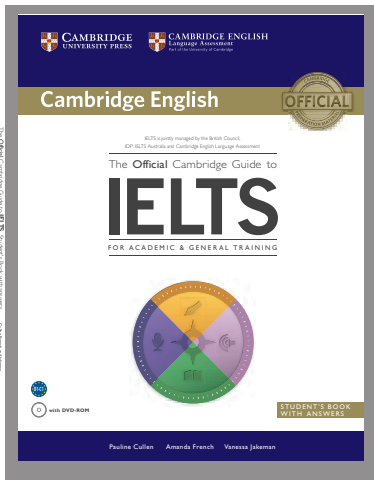 CAMBRIDGE
UNIVERSITY PRESS
CAMBRIDGE ENGLISH
Language Assessment
Part of the University of Cambridge
Cambridge English
OFFICIAL
IELTS is jointly managed by the British Council,
IDP: IELTS Australia and Cambridge English Language Assessment
The Official Cambridge Guide to
IELTS
FOR ACADEMIC & GENERAL TRAINING
B1-C1
with DVD-ROM
STUDENT'S BOOK
WITH ANSWERS
Pauline Cullen Amanda French Vanessa Jakeman